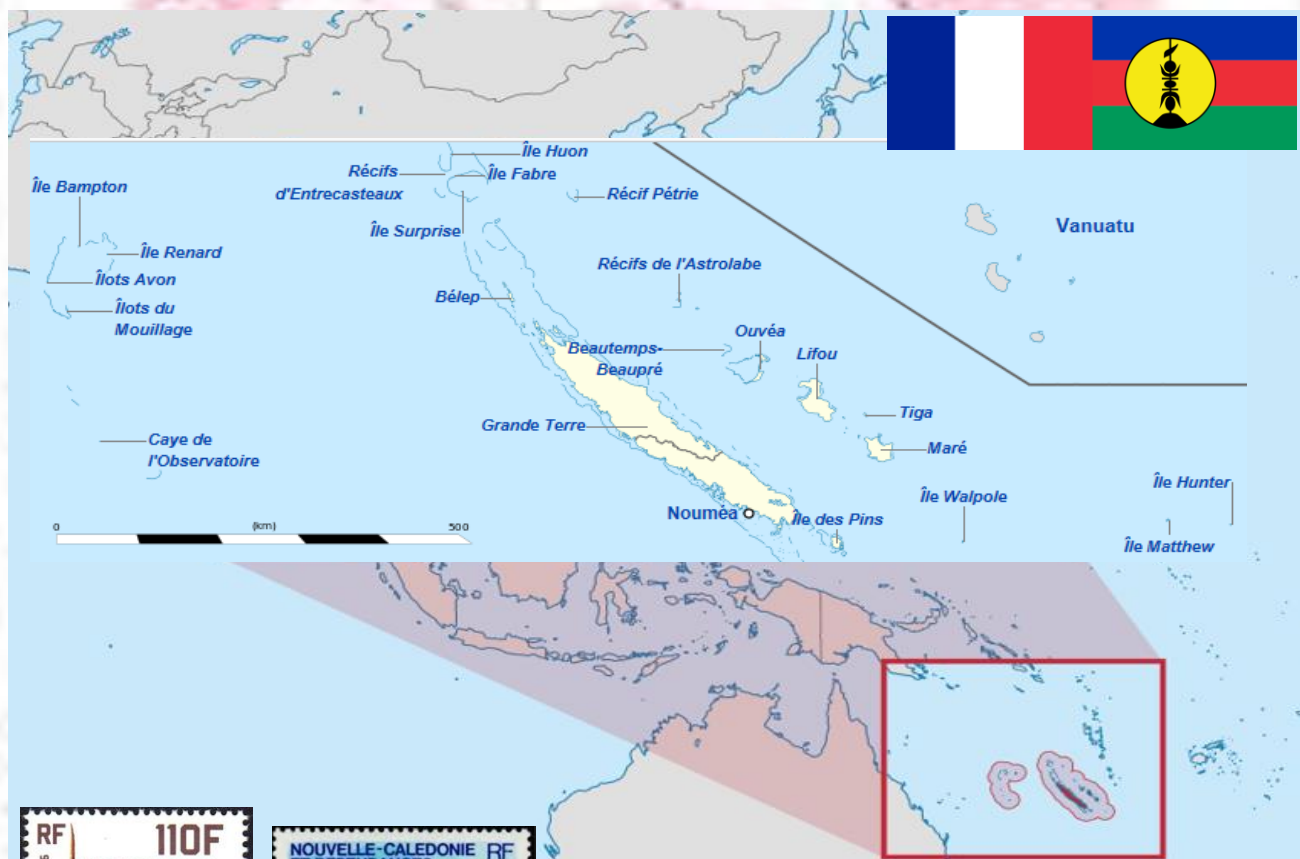 Île Huon
Récifs
d'Entrecasteaux
Île Fabre
Île Bampton
Récif Pétrie
Île Surprise
Vanuatu
Île Renard
Récifs de l'Astrolabe
Îlots Avon
Bélep
Îlots du
Mouillage
Ouvéa
Beautemps-
Beaupré
Lifou
Tiga
Grande Terre
Caye de
l'Observatoire
Maré
Île Hunter
Île Walpole
Nouméa
Île des Pins
0 (km) 500
Île Matthew
RF 110F
NOUVELLE-CALEDONIE RF